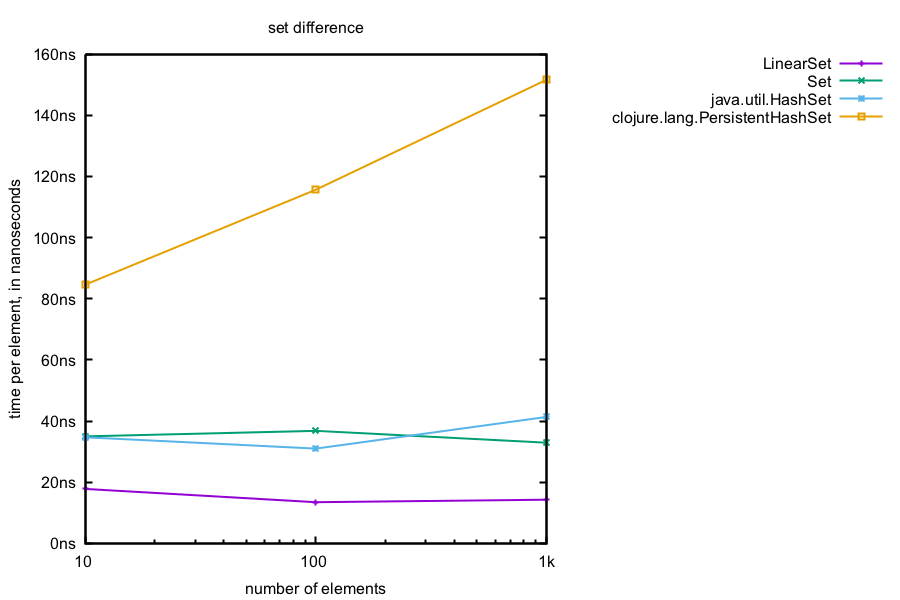 set difference
160ns
140ns
120ns
100ns
80ns
60ns
40ns
20ns
0ns
time per element, in nanoseconds
10
100
1k
number of elements
LinearSet
Set
java.util.HashSet
clojure.lang.PersistentHashSet